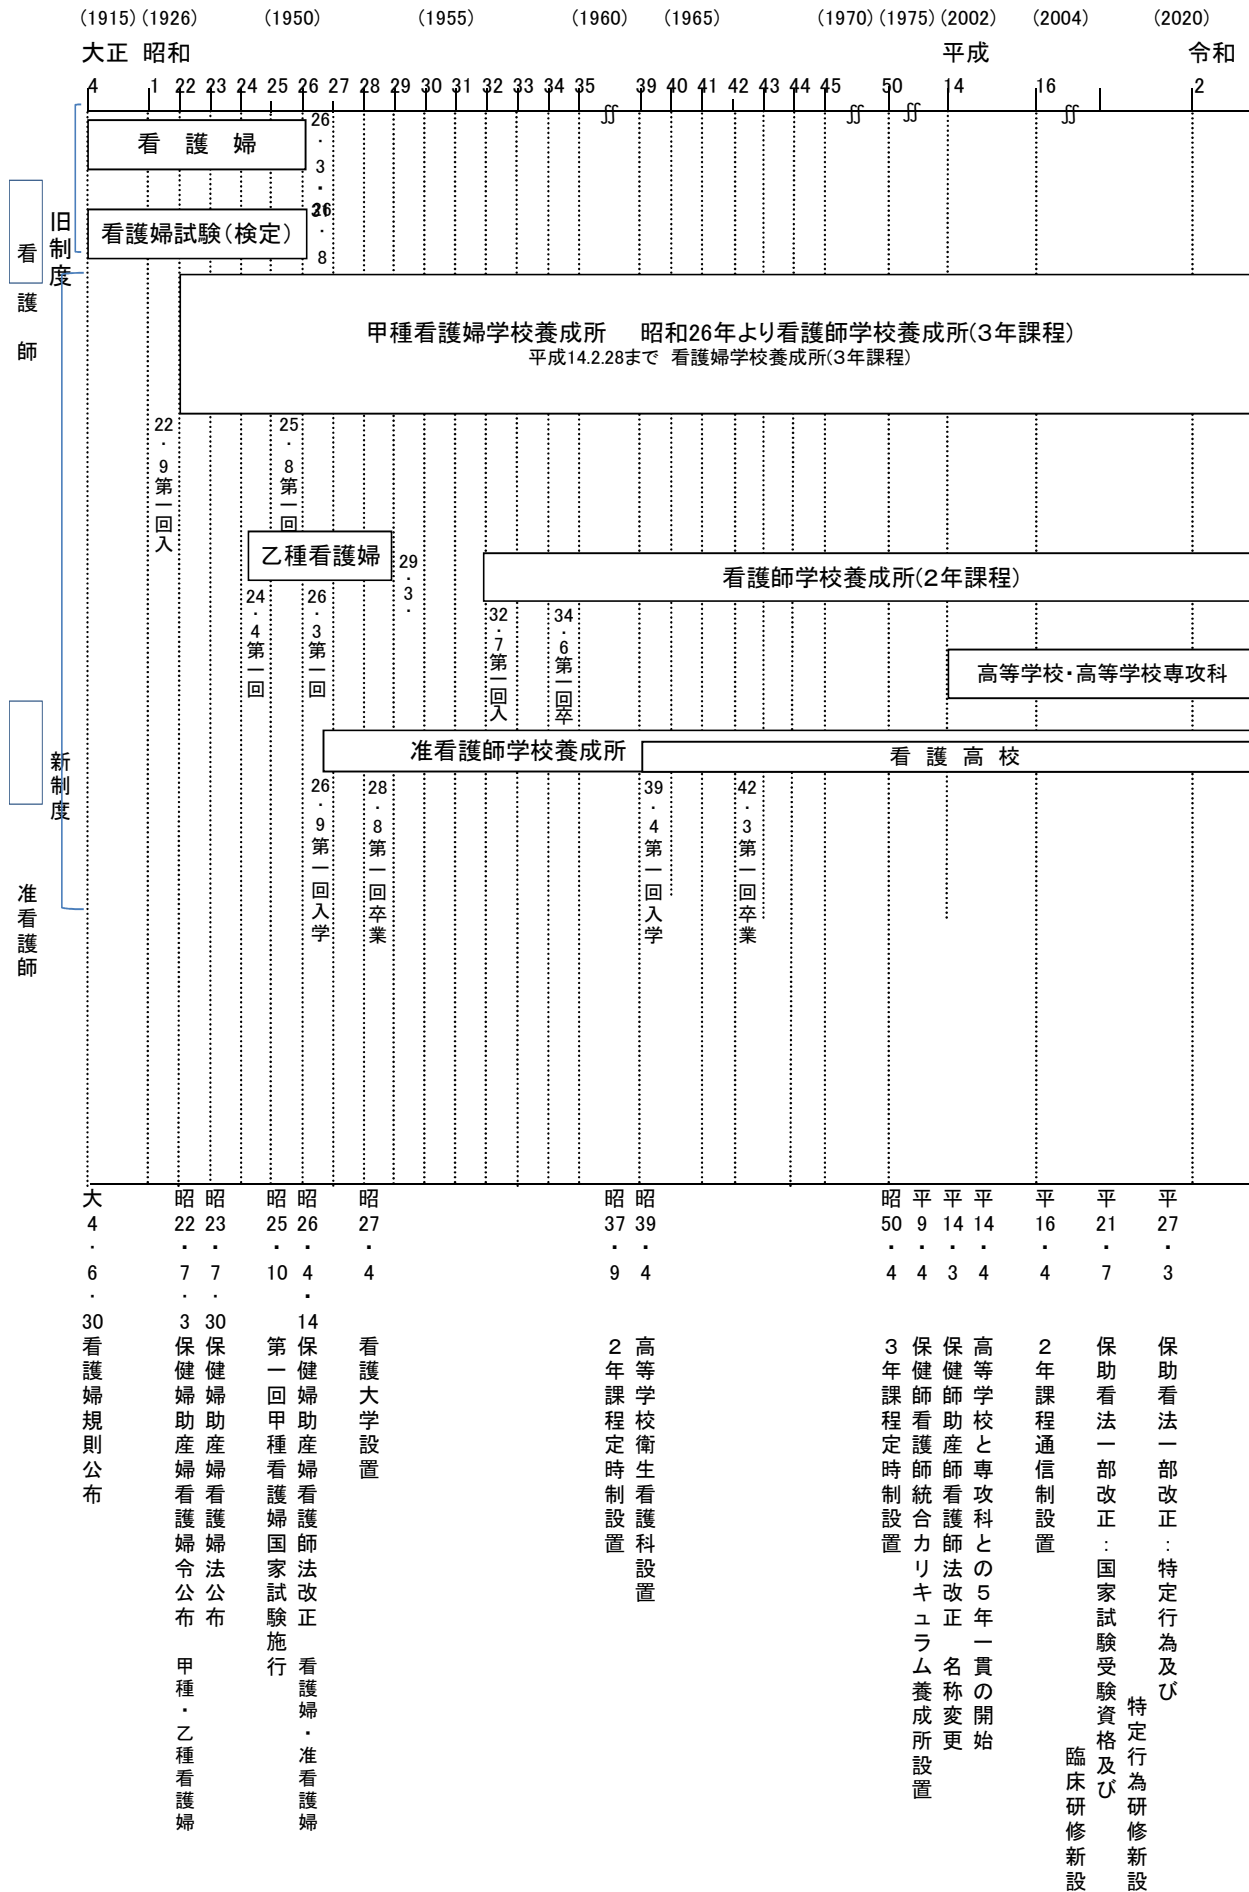 (1915) (1926) (1950) (1955) (1960) (1965) (1970) (1975) (2002) (2004) (2020)
大正 昭和 平成 令和
4 1 22 23 24 25 26 27 28 29 30 31 32 33 34 35 39 40 41 42 43 44 45 50 14 16 2
看護婦
26・3・31
看護婦試験(検定)
26・8
旧制度
看護師
甲種看護婦学校養成所 昭和26年より看護師学校養成所(3年課程)
平成14.2.28まで 看護婦学校養成所(3年課程)
22・9第一回入
25・8第一回
乙種看護婦
29・3・
24・4第一回
26・3第一回
看護師学校養成所(2年課程)
32・7第一回入
34・6第一回卒
高等学校・高等学校専攻科
新制度
准看護師学校養成所
看護高校
26・9第一回入学
28・8第一回卒業
39・4第一回入学
42・3第一回卒業
准看護師
大4・6・30 看護婦規則公布
昭22・7・3 保健婦助産婦看護婦令公布 甲種・乙種看護婦
昭23・7・30 保健婦助産婦看護婦法公布
昭25・10 第一回甲種看護婦国家試験施行
昭26・4・14 保健婦助産婦看護師法改正 看護婦・准看護婦
昭27・4 看護大学設置
昭37・9 2年課程定時制設置
昭39・4 高等学校衛生看護科設置
昭50・4 3年課程定時制設置
平9・4 保健師看護師統合カリキュラム養成所設置
平14・3 保健師助産師看護師法改正 名称変更
平14・4 高等学校と専攻科との5年一貫の開始
平16・4 2年課程通信制設置
平21・7 保助看法一部改正：国家試験受験資格及び
臨床研修新設
平27・3 保助看法一部改正：特定行為及び
特定行為研修新設